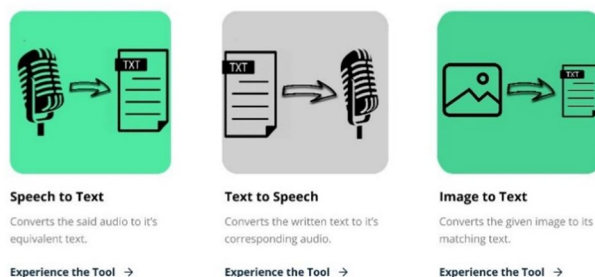 TXT
TXT
TXT
Speech to Text
Converts the said audio to it's
equivalent text.
Experience the Tool →
Text to Speech
Converts the written text to it's
corresponding audio.
Experience the Tool →
Image to Text
Converts the given image to its
matching text.
Experience the Tool →